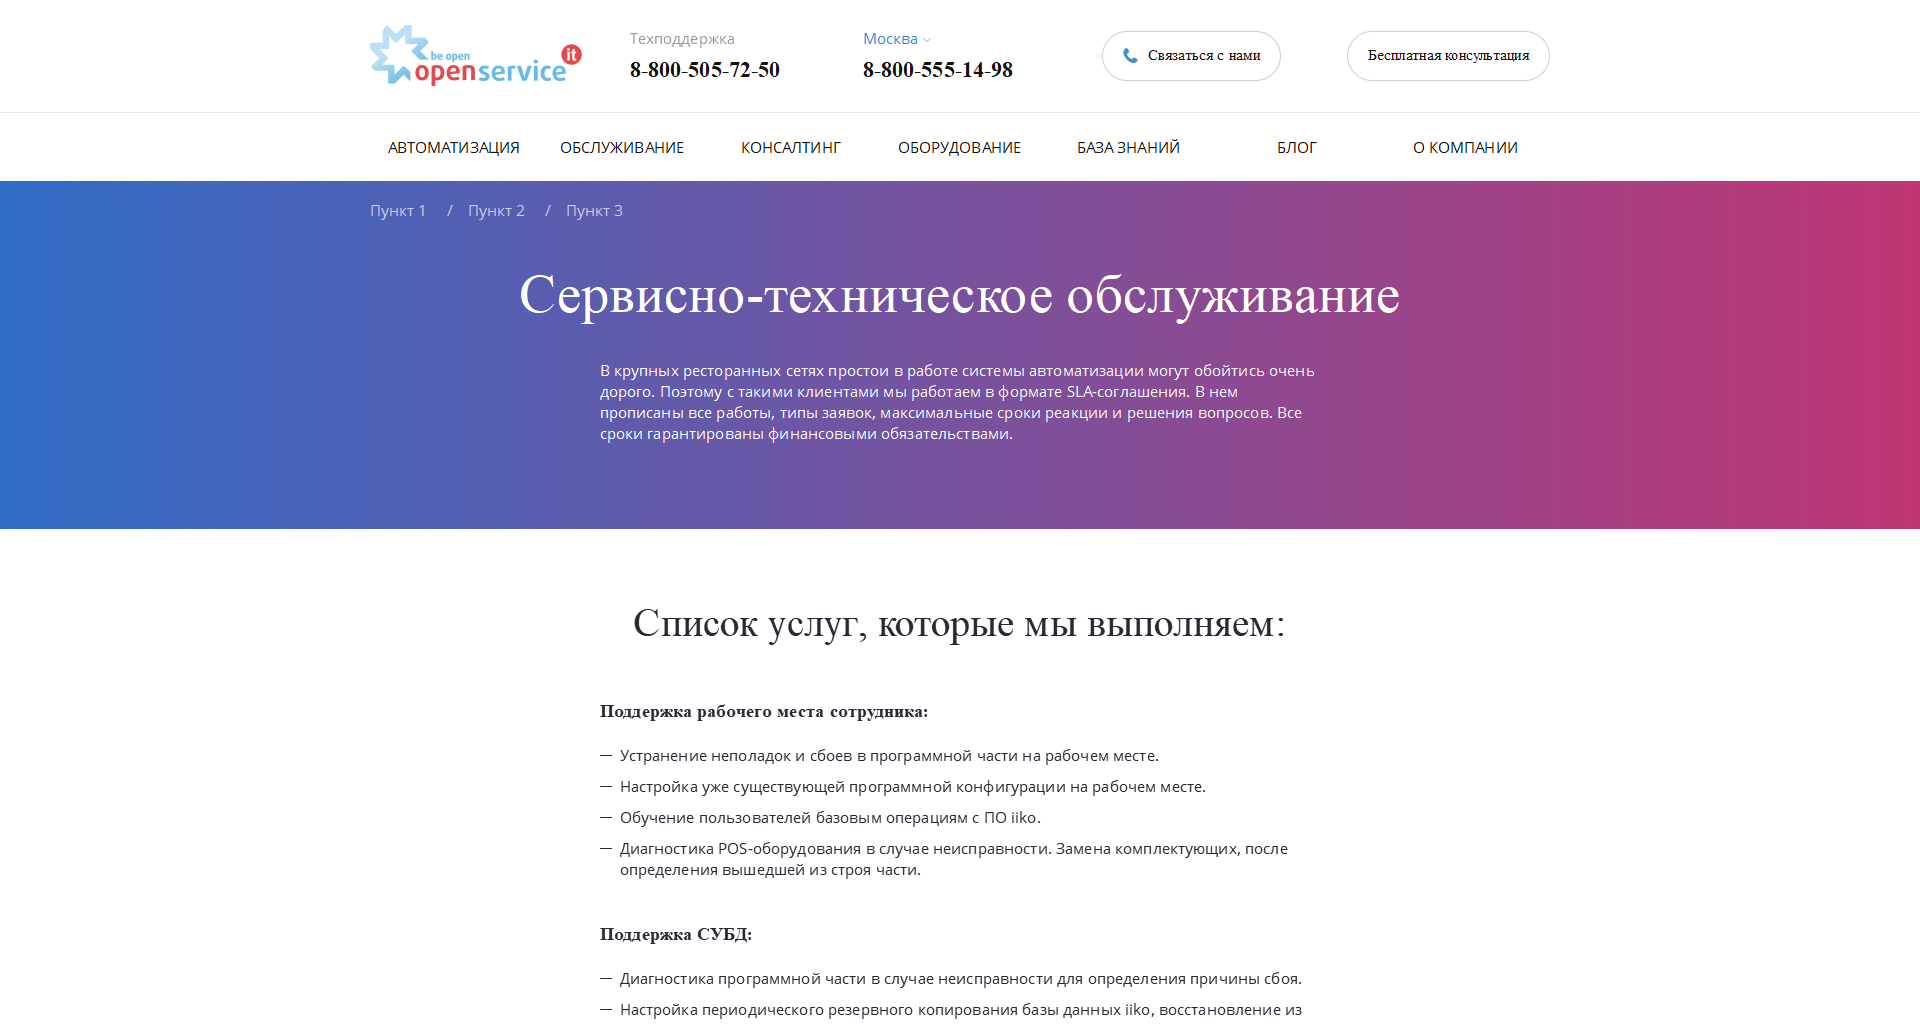 be open
openservice it
Техподдержка
8-800-505-72-50
Москва
8-800-555-14-98
Связаться с нами
Бесплатная консультация
АВТОМАТИЗАЦИЯ ОБСЛУЖИВАНИЕ КОНСАЛТИНГ ОБОРУДОВАНИЕ БАЗА ЗНАНИЙ БЛОГ О КОМПАНИИ
Пункт 1 / Пункт 2 / Пункт 3
Сервисно-техническое обслуживание
В крупных ресторанных сетях простои в работе системы автоматизации могут обойтись очень
дорого. Поэтому с такими клиентами мы работаем в формате SLA-соглашения. В нем
прописаны все работы, типы заявок, максимальные сроки реакции и решения вопросов. Все
сроки гарантированы финансовыми обязательствами.
Список услуг, которые мы выполняем:
Поддержка рабочего места сотрудника:
— Устранение неполадок и сбоев в программной части на рабочем месте.
— Настройка уже существующей программной конфигурации на рабочем месте.
— Обучение пользователей базовым операциям с ПО iiko.
— Диагностика POS-оборудования в случае неисправности. Замена комплектующих, после
определения вышедшей из строя части.
Поддержка СУБД:
— Диагностика программной части в случае неисправности для определения причины сбоя.
— Настройка периодического резервного копирования базы данных iiko, восстановление из